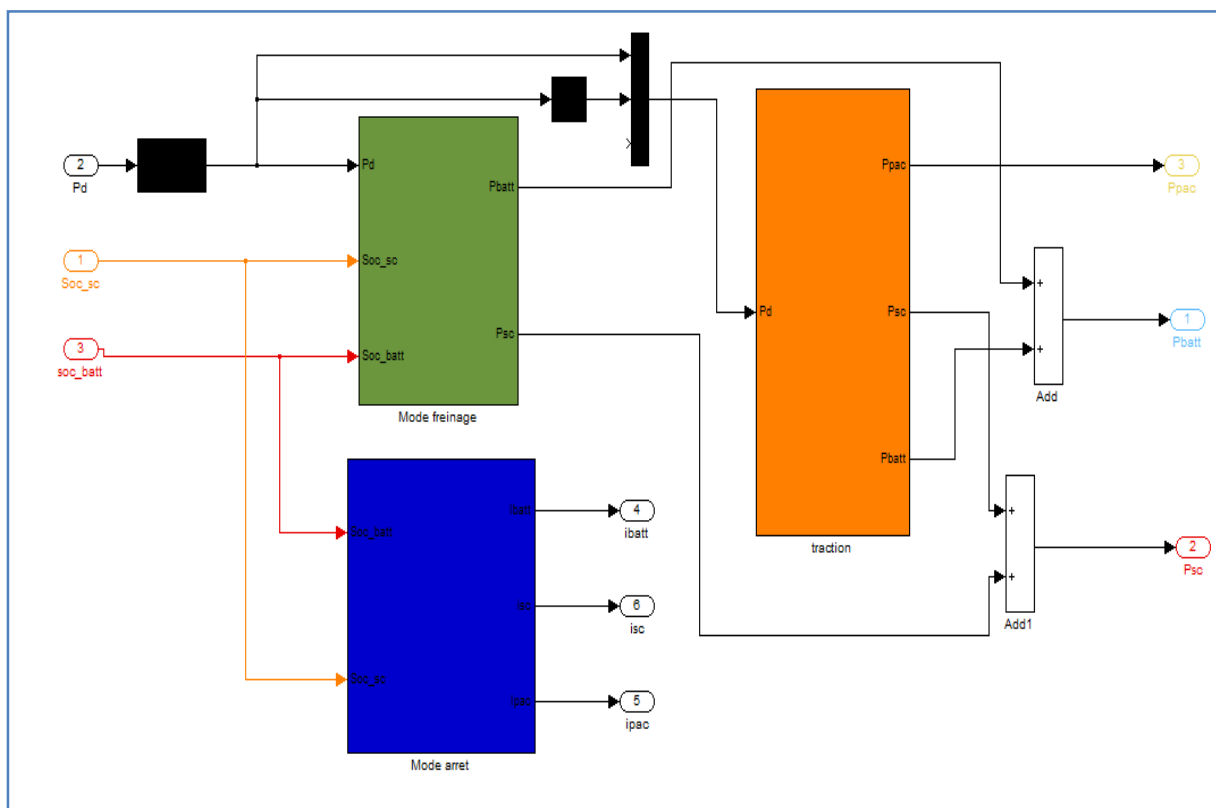 2
Pd
1
Soc_sc
3
soc_batt
Pd
Soc_sc
Soc_batt
Pbatt
Psc
Mode freinage
Soc_batt
Soc_sc
Ibatt
Isc
Ipac
Mode arret
4
ibatt
6
isc
5
ipac
Pd
Ppac
Psc
Pbatt
traction
+
+
Add
+
+
Add1
3
Ppac
1
Pbatt
2
Psc